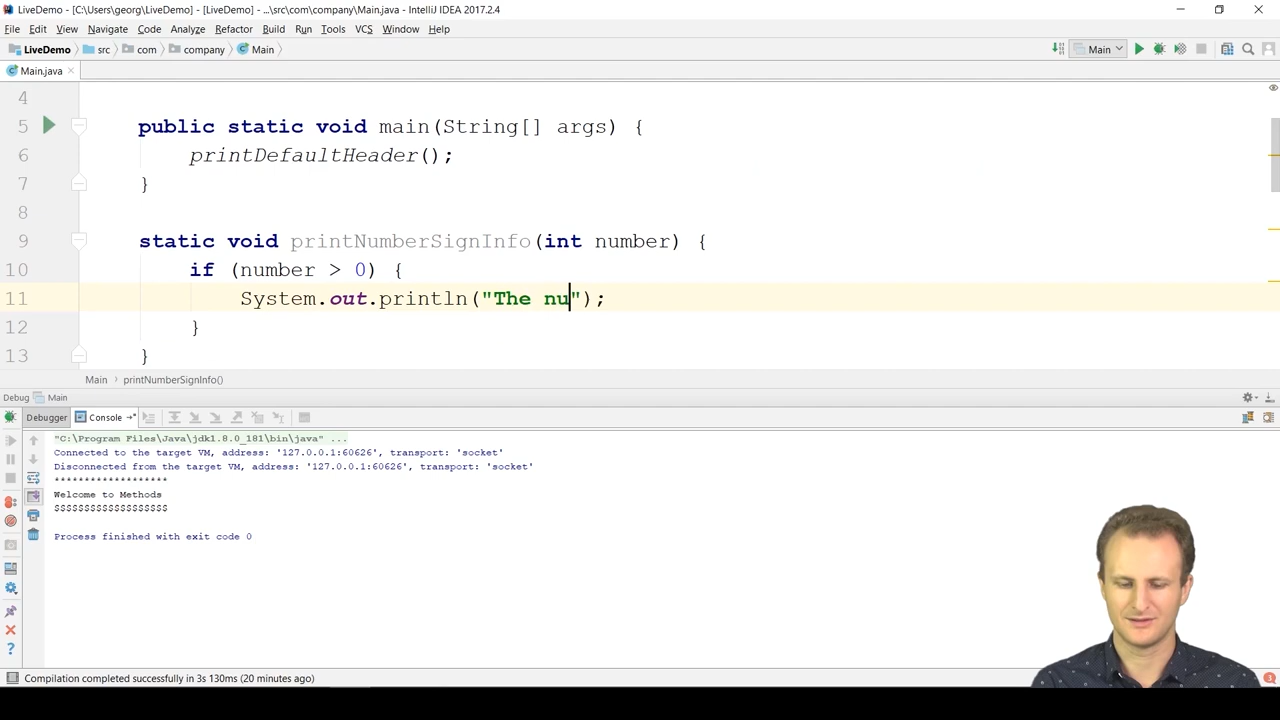 LiveDemo - [C:\Users\georg\LiveDemo] - [LiveDemo] - ...\src\com\company\Main.java - IntelliJ IDEA 2017.2.4
File Edit View Navigate Code Analyze Refactor Build Run Tools VCS Window Help
LiveDemo src com company Main Main
Main.java
4
5 public static void main(String[] args) {
6 printDefaultHeader();
7 }
8
9 static void printNumberSignInfo(int number) {
10 if (number > 0) {
11 System.out.println("The nu");
12 }
13 }
Main printNumberSignInfo()
Debug Main
Debugger Console
"C:\Program Files\Java\jdk1.8.0_181\bin\java" ...
Connected to the target VM, address: '127.0.0.1:60626', transport: 'socket'
Disconnected from the target VM, address: '127.0.0.1:60626', transport: 'socket'
*******************
Welcome to Methods
$$$$$$$$$$$$$$$$$$$
Process finished with exit code 0
Compilation completed successfully in 3s 130ms (20 minutes ago)